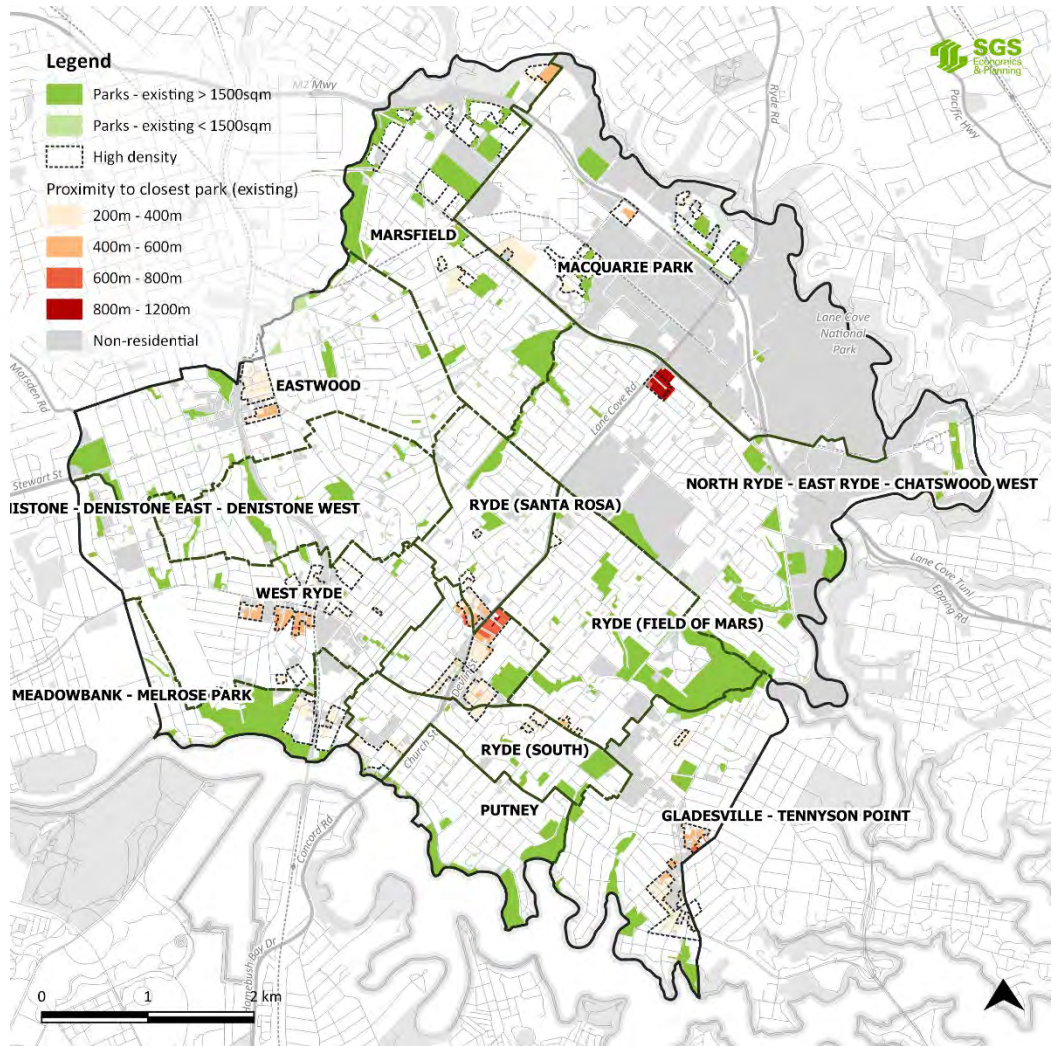 Legend
Parks - existing > 1500sqm
Parks - existing < 1500sqm
High density
Proximity to closest park (existing)
200m - 400m
400m - 600m
600m - 800m
800m - 1200m
Non-residential
SGS
Economics
& Planning
M2 Mwy
Ryde Rd
Pacific Hwy
MARSFIELD
MACQUARIE PARK
Lane Cove
National
Park
Marsden Rd
EASTWOOD
Lane Cove Rd
Stewart St
NISTONE - DENISTONE EAST - DENISTONE WEST
RYDE (SANTA ROSA)
NORTH RYDE - EAST RYDE - CHATSWOOD WEST
Lane Cove Tunl
Epping Rd
WEST RYDE
RYDE (FIELD OF MARS)
Devlin St
MEADOWBANK - MELROSE PARK
Church St
RYDE (SOUTH)
PUTNEY
GLADESVILLE - TENNYSON POINT
Concord Rd
Homebush Bay Dr
0 1 2 km